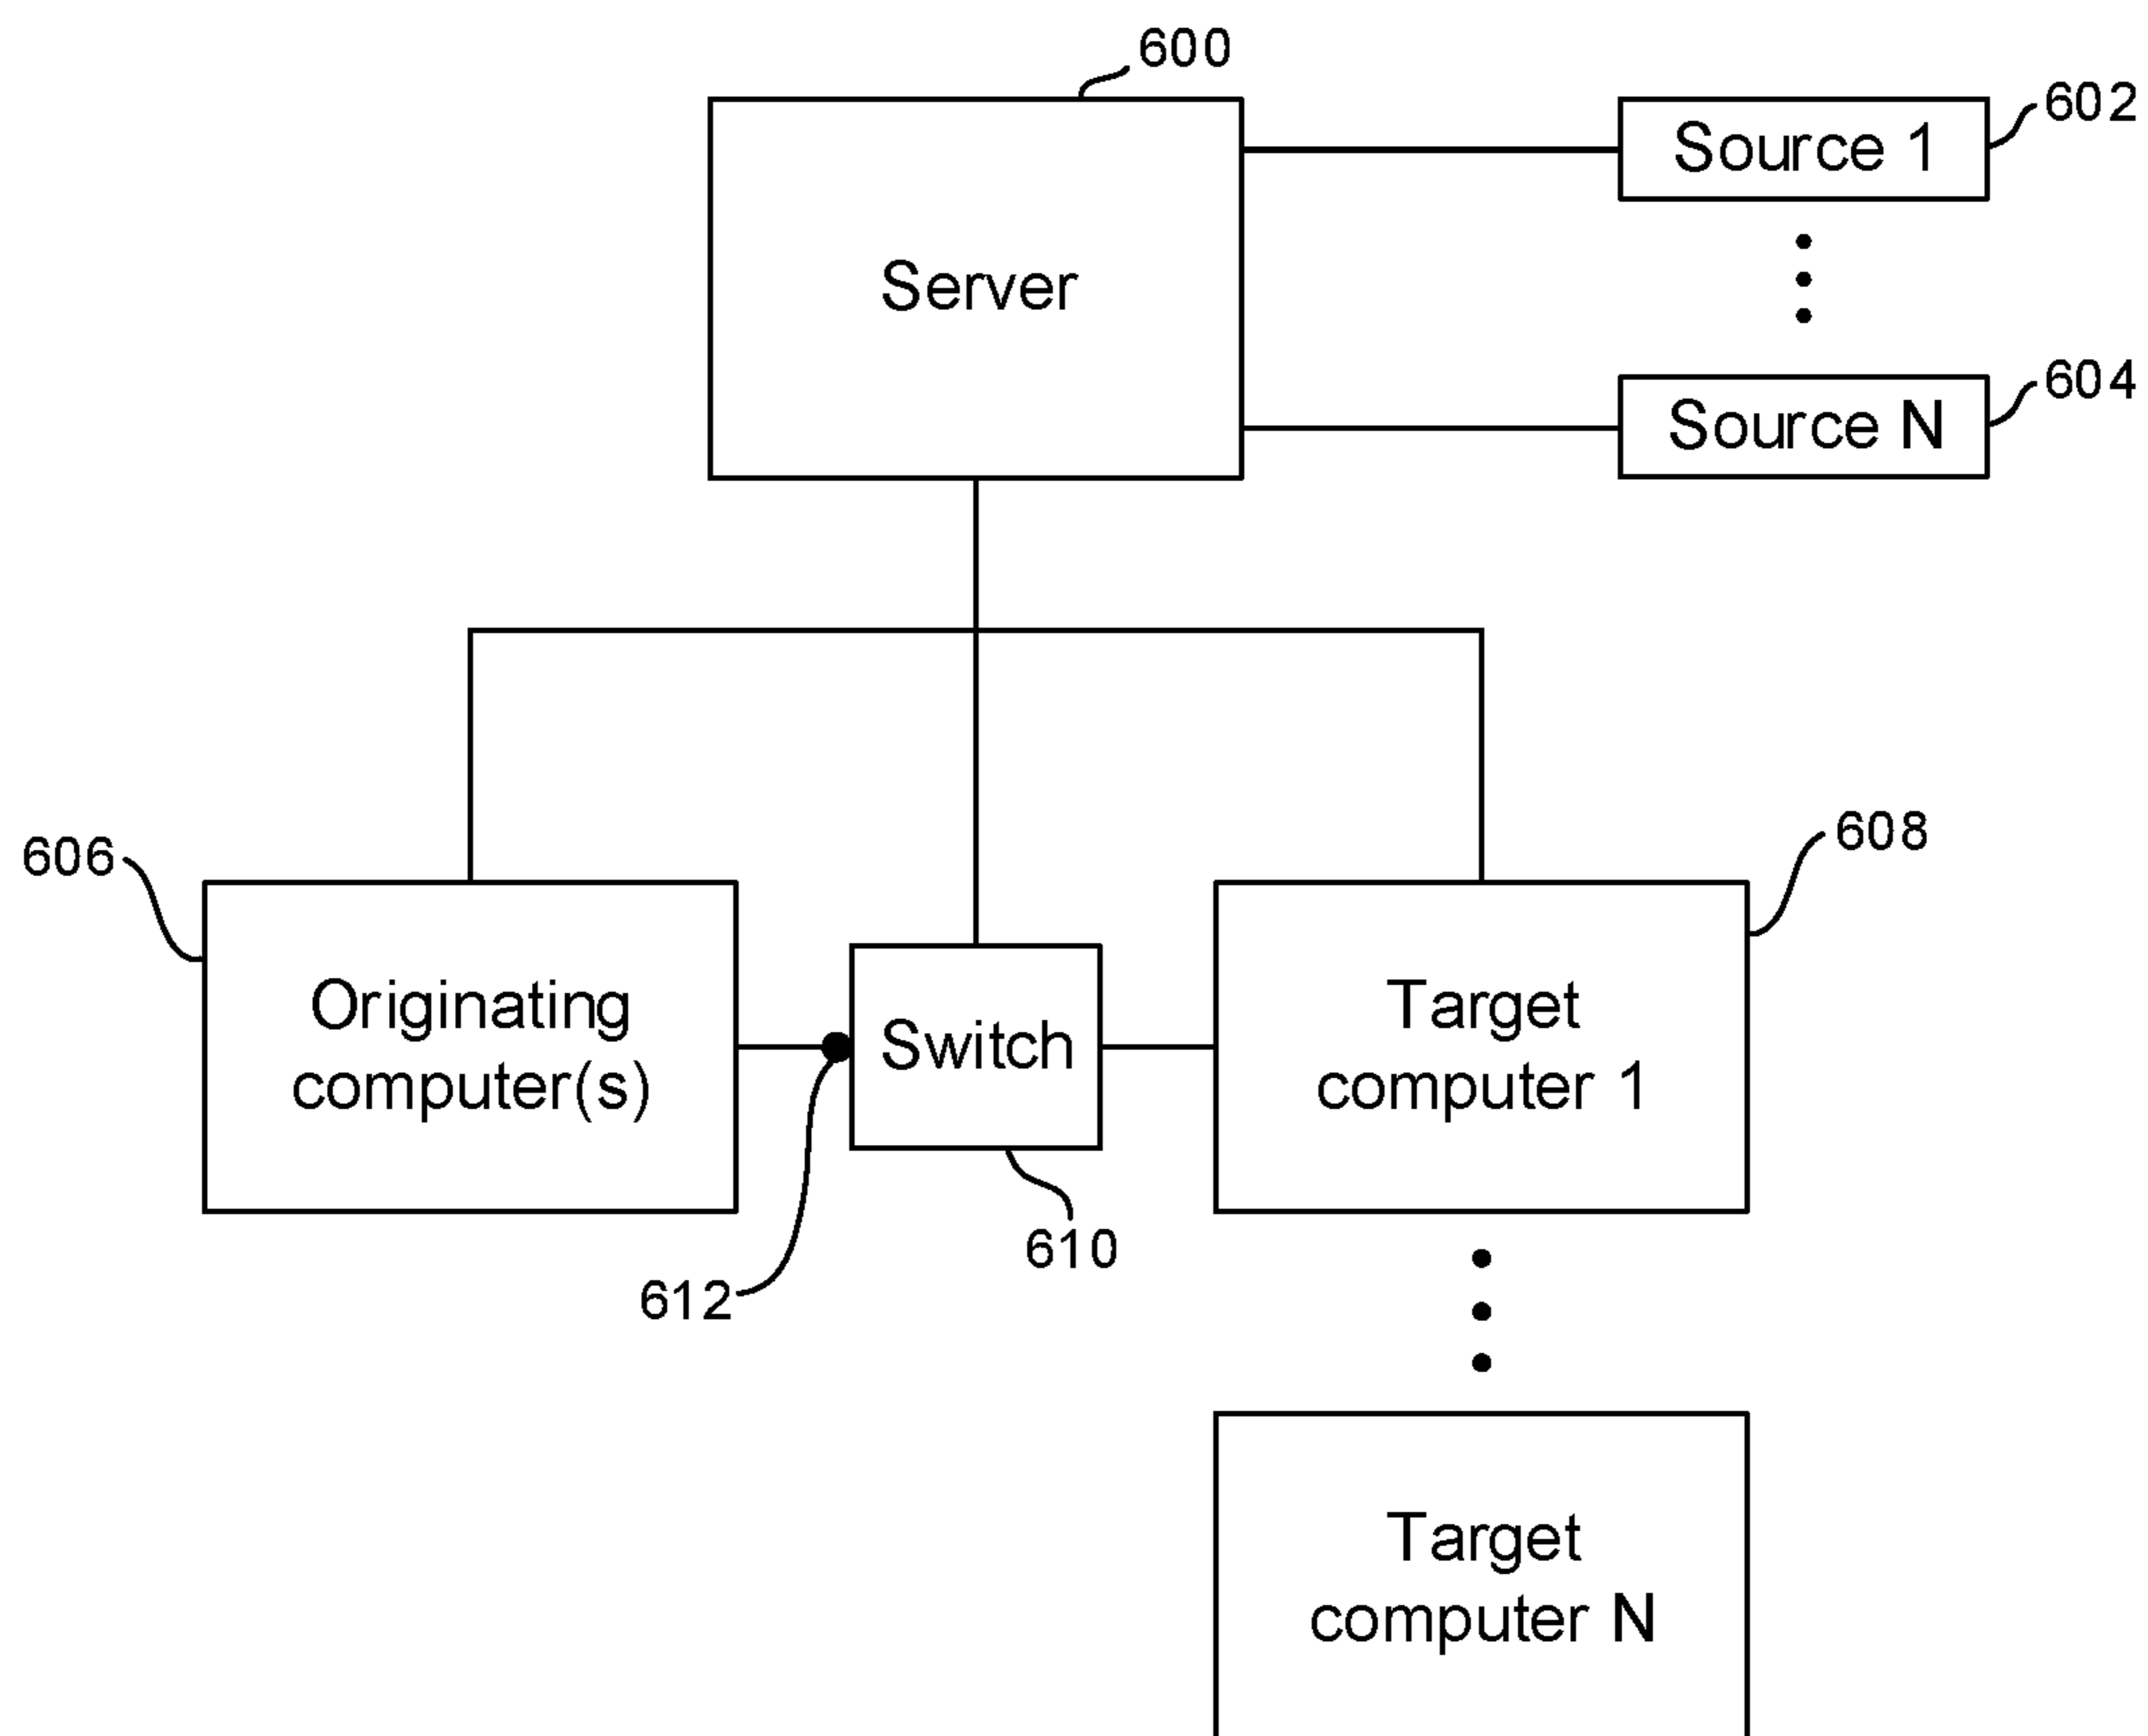 600
602
Source 1
Server
604
Source N
606
608
Originating
computer(s)
Switch
Target
computer 1
610
612
Target
computer N